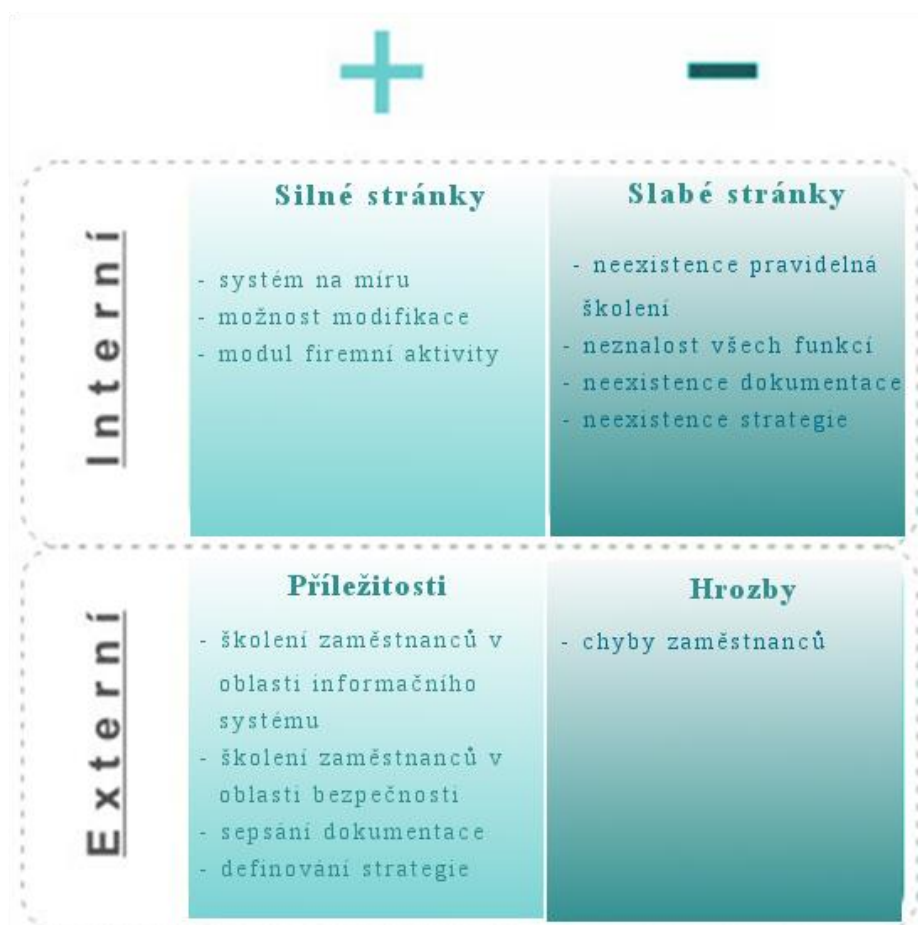 +
−
Interní
Silné stránky
- systém na míru
- možnost modifikace
- modul firemní aktivity
Slabé stránky
- neexistence pravidelná
školení
- neznalost všech funkcí
- neexistence dokumentace
- neexistence strategie
Externí
Příležitosti
- školení zaměstnanců v
oblasti informačního
systému
- školení zaměstnanců v
oblasti bezpečnosti
- sepsání dokumentace
- definování strategie
Hrozby
- chyby zaměstnanců